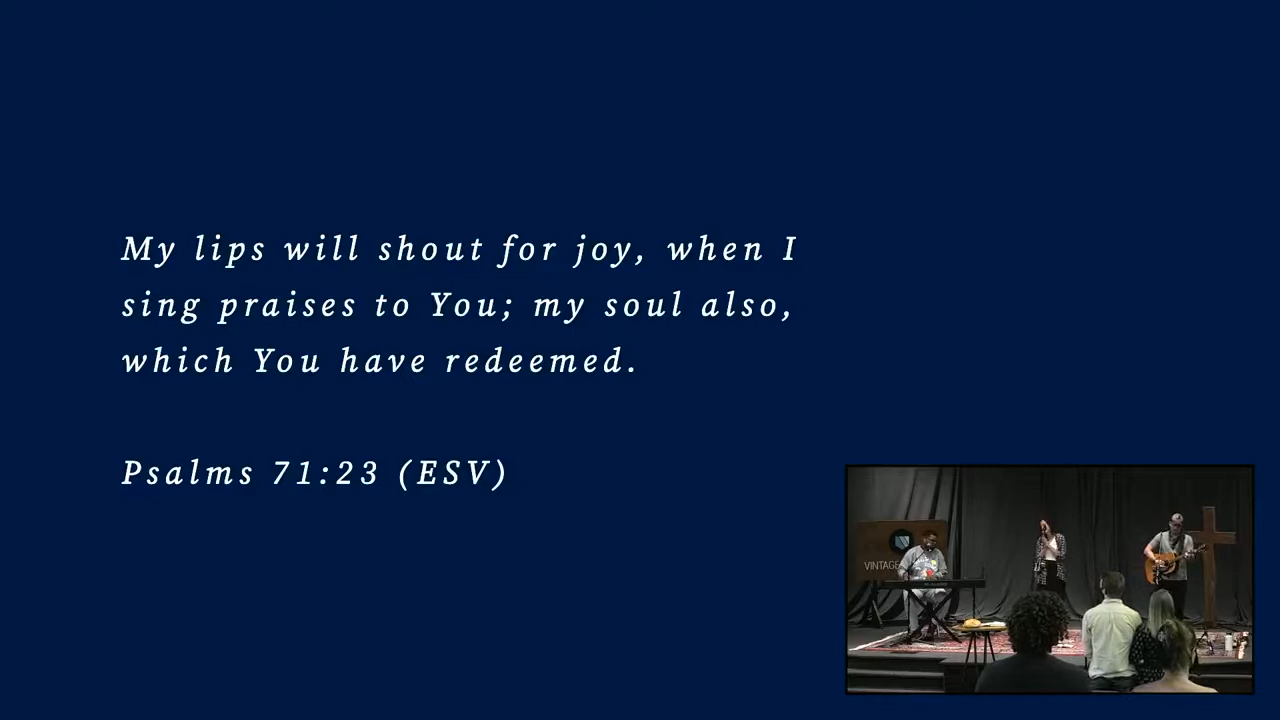 My lips will shout for joy, when I
sing praises to You; my soul also,
which You have redeemed.
Psalms 71:23 (ESV)
VINTAGE